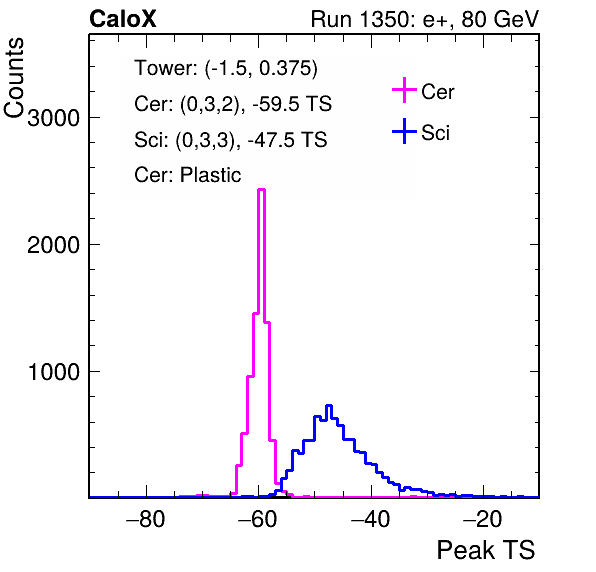 CaloX Run 1350: e+, 80 GeV
Counts
Tower: (-1.5, 0.375)
Cer: (0,3,2), -59.5 TS
Sci: (0,3,3), -47.5 TS
Cer: Plastic
Cer
Sci
3000
2000
1000
−80 −60 −40 −20
Peak TS